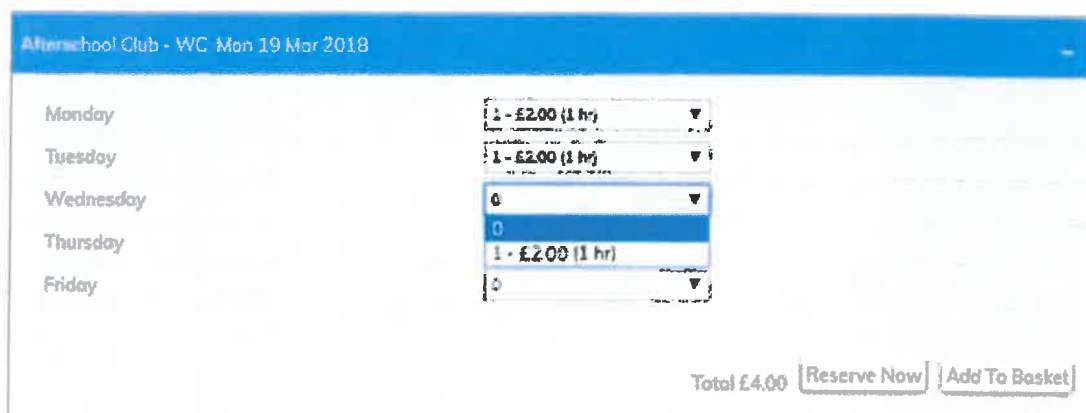 Afterschool Club - WC Mon 19 Mar 2018
Monday 1 - £2.00 (1 hr)
Tuesday 1 - £2.00 (1 hr)
Wednesday 0
0
Thursday
1 - £2.00 (1 hr)
Friday 0
Total £4.00 Reserve Now Add To Basket